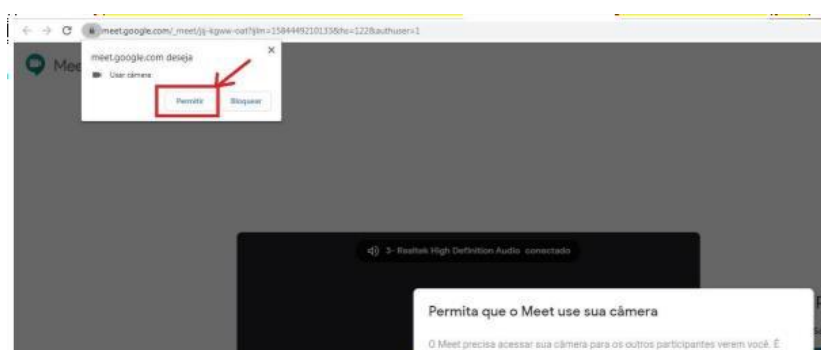 meet.google.com/_meet/jq-kgww-oat?ijlm=1584449210133&hs=122&authuser=1
Mee
meet.google.com deseja
Usar câmera
Permitir Bloquear
3- Realtek High Definition Audio conectado
Permita que o Meet use sua câmera
O Meet precisa acessar sua câmera para os outros participantes verem você. É